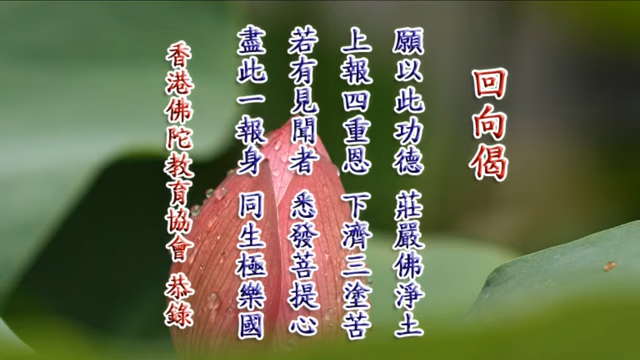 回向偈
願以此功德 莊嚴佛淨土
上報四重恩 下濟三塗苦
若有見聞者 悉發菩提心
盡此一報身 同生極樂國
香港佛陀教育協會 恭錄